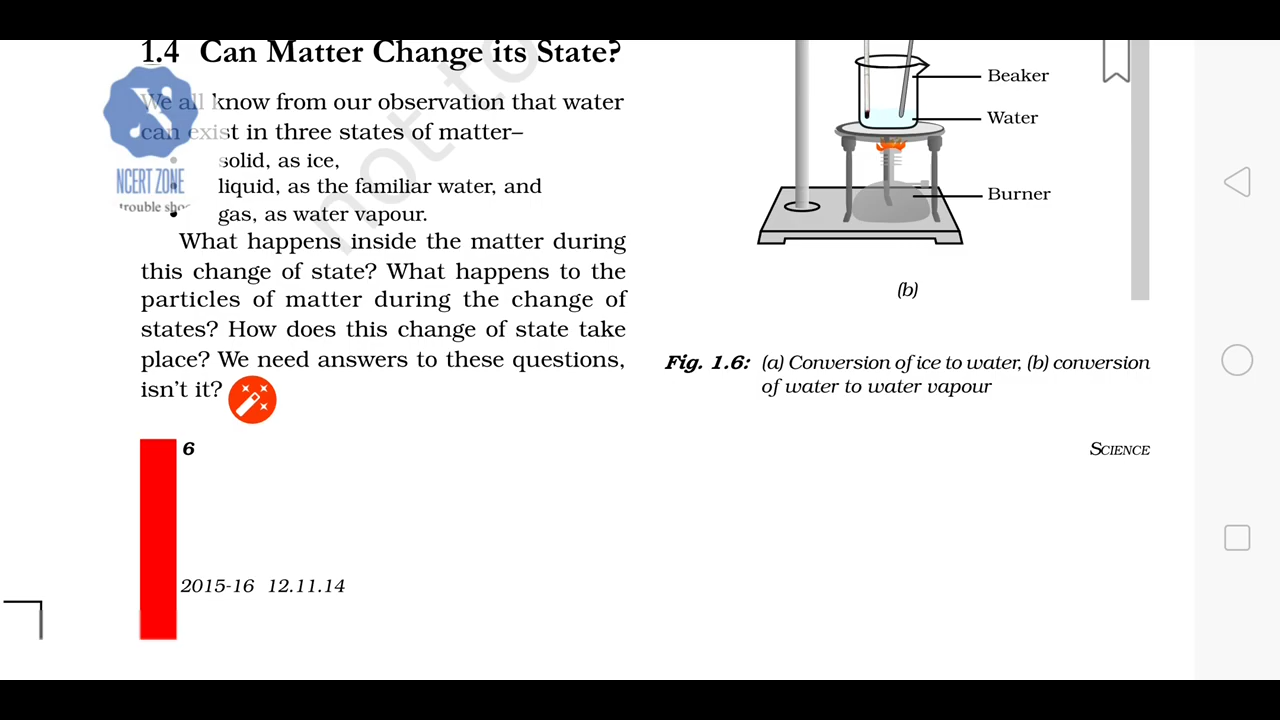 1.4 Can Matter Change its State?
We all know from our observation that water
can exist in three states of matter–
solid, as ice,
liquid, as the familiar water, and
gas, as water vapour.
What happens inside the matter during
this change of state? What happens to the
particles of matter during the change of
states? How does this change of state take
place? We need answers to these questions,
isn't it?
NCERT ZONE
trouble
not to
Beaker
Water
Burner
(b)
Fig. 1.6: (a) Conversion of ice to water, (b) conversion
of water to water vapour
6
SCIENCE
2015-16 12.11.14